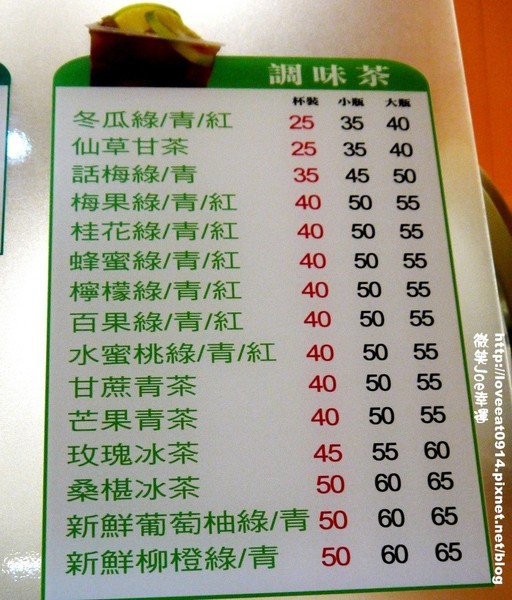 調味茶
杯裝 小瓶 大瓶
冬瓜綠/青/紅 25 35 40
仙草甘茶 25 35 40
話梅綠/青 35 45 50
梅果綠/青/紅 40 50 55
桂花綠/青/紅 40 50 55
蜂蜜綠/青/紅 40 50 55
檸檬綠/青/紅 40 50 55
百果綠/青/紅 40 50 55
水蜜桃綠/青/紅 40 50 55
甘蔗青茶 40 50 55
芒果青茶 40 50 55
玫瑰冰茶 45 55 60
桑椹冰茶 50 60 65
新鮮葡萄柚綠/青 50 60 65
新鮮柳橙綠/青 50 60 65
http://loveeat0914.pixnet.net/blog